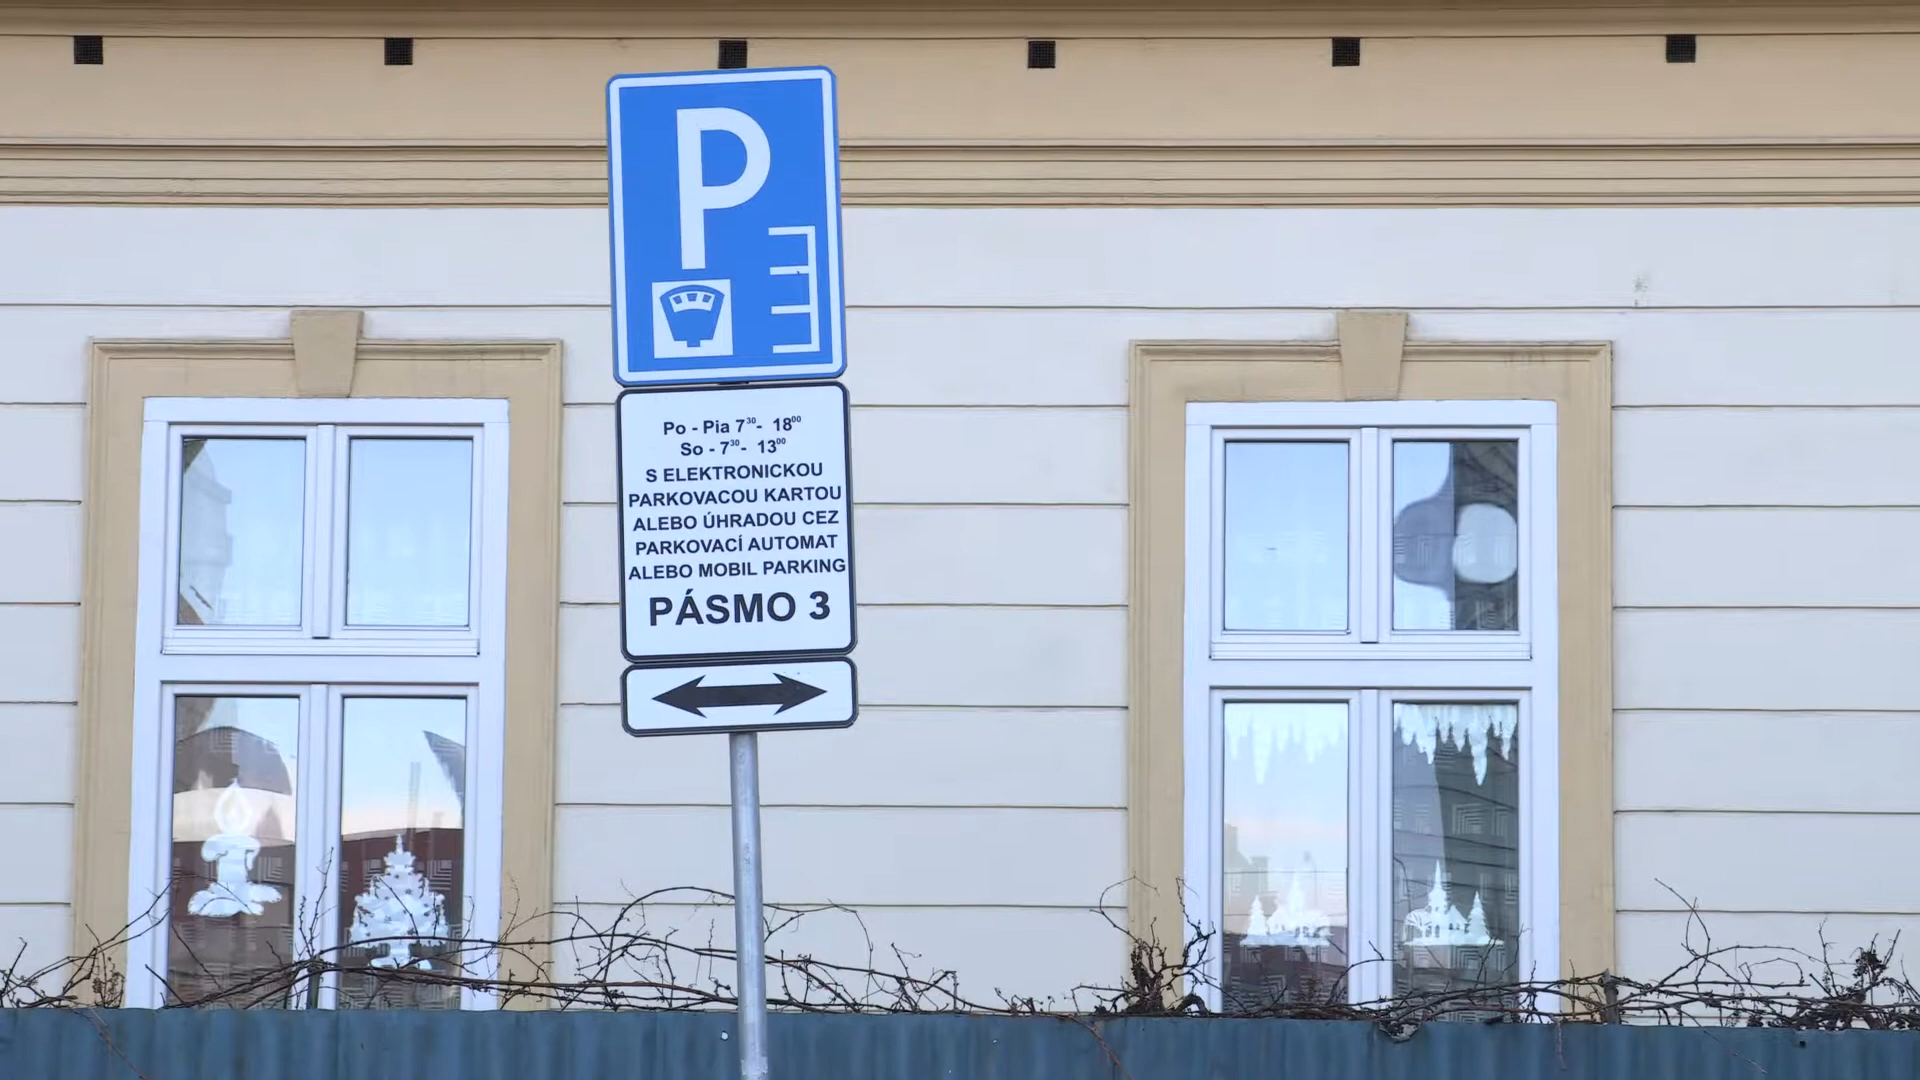 P
Po - Pia 7³⁰- 18⁰⁰
So - 7³⁰- 13⁰⁰
S ELEKTRONICKOU
PARKOVACOU KARTOU
ALEBO ÚHRADOU CEZ
PARKOVACÍ AUTOMAT
ALEBO MOBIL PARKING
PÁSMO 3